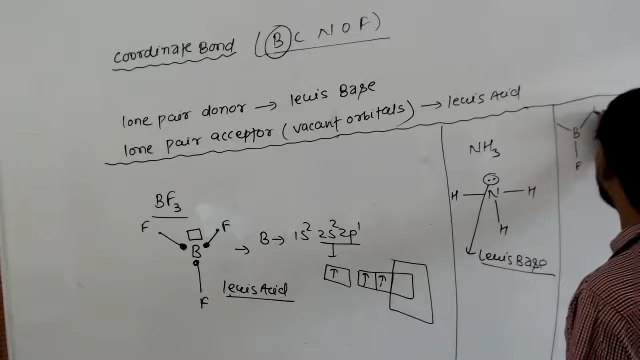 Coordinate Bond (B C N O F)
lone pair donor → lewis Base
lone pair acceptor (vacant orbitals) → lewis Acid
BF3
F F
B
F
→ B → 1s² 2s² 2p¹
I
↑ ↑ ↑
lewis Acid
NH3
H N H
H
lewis Base
B
F